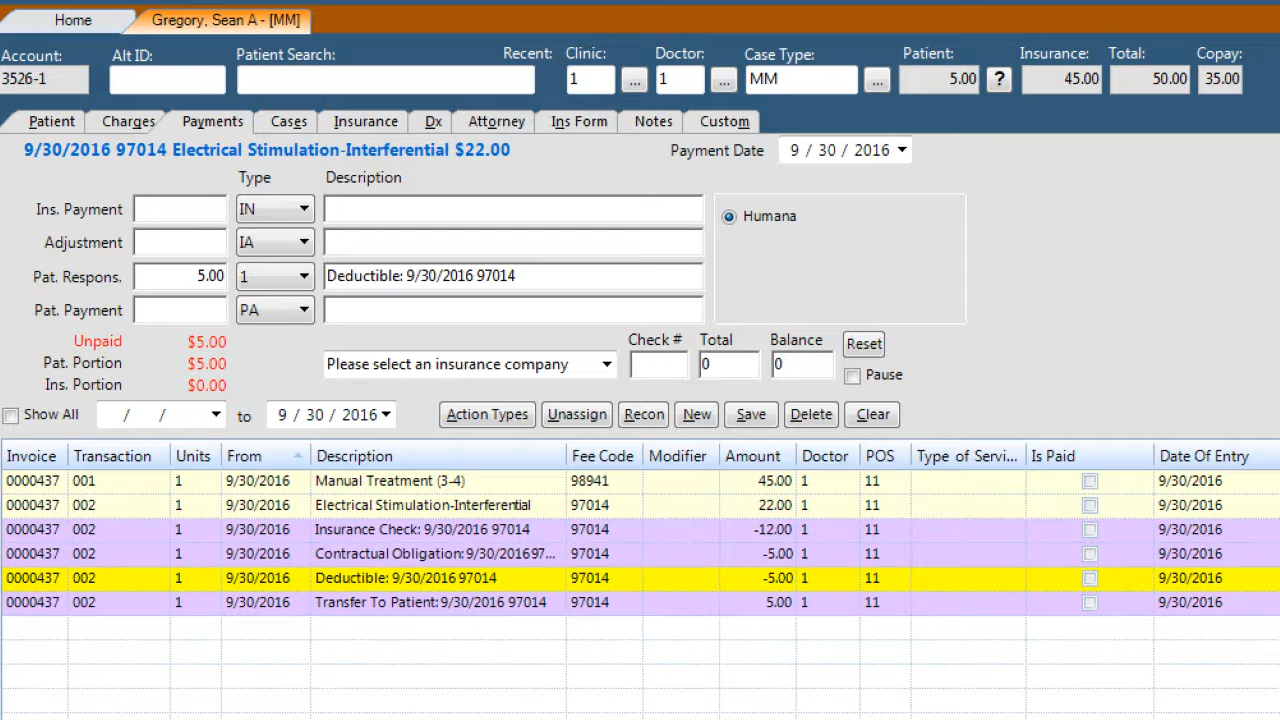 Home Gregory, Sean A - [MM]
Account: Alt ID: Patient Search: Recent: Clinic: Doctor: Case Type: Patient: Insurance: Total: Copay:
3526-1 1 ... 1 ... MM ... 5.00 ? 45.00 50.00 35.00
Patient Charges Payments Cases Insurance Dx Attorney Ins Form Notes Custom
9/30/2016 97014 Electrical Stimulation-Interferential $22.00 Payment Date 9 / 30 / 2016
Type Description
Ins. Payment IN Humana
Adjustment IA
Pat. Respons. 5.00 1 Deductible: 9/30/2016 97014
Pat. Payment PA
Unpaid $5.00 Check # Total Balance Reset
Pat. Portion $5.00 Please select an insurance company 0 0 Pause
Ins. Portion $0.00
Show All / / to 9 / 30 / 2016 Action Types Unassign Recon New Save Delete Clear
Invoice Transaction Units From Description Fee Code Modifier Amount Doctor POS Type of Servi... Is Paid Date Of Entry
0000437 001 1 9/30/2016 Manual Treatment (3-4) 98941 45.00 1 11 9/30/2016
0000437 002 1 9/30/2016 Electrical Stimulation-Interferential 97014 22.00 1 11 9/30/2016
0000437 002 1 9/30/2016 Insurance Check: 9/30/2016 97014 97014 -12.00 1 11 9/30/2016
0000437 002 1 9/30/2016 Contractual Obligation: 9/30/2016 97... 97014 -5.00 1 11 9/30/2016
0000437 002 1 9/30/2016 Deductible: 9/30/2016 97014 97014 -5.00 1 11 9/30/2016
0000437 002 1 9/30/2016 Transfer To Patient: 9/30/2016 97014 97014 5.00 1 11 9/30/2016